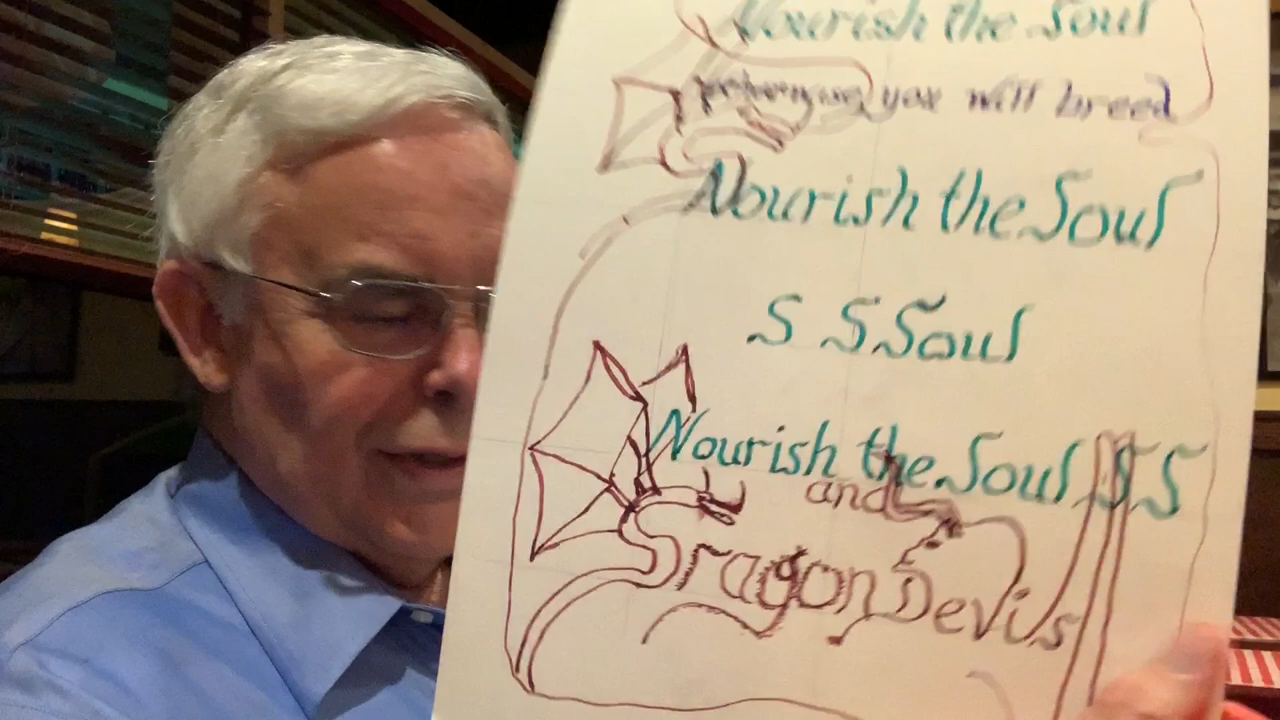 Nourish the Soul
you will breed
Nourish the Soul
S S Soul
Nourish the Soul S S
and
Dragon Devils